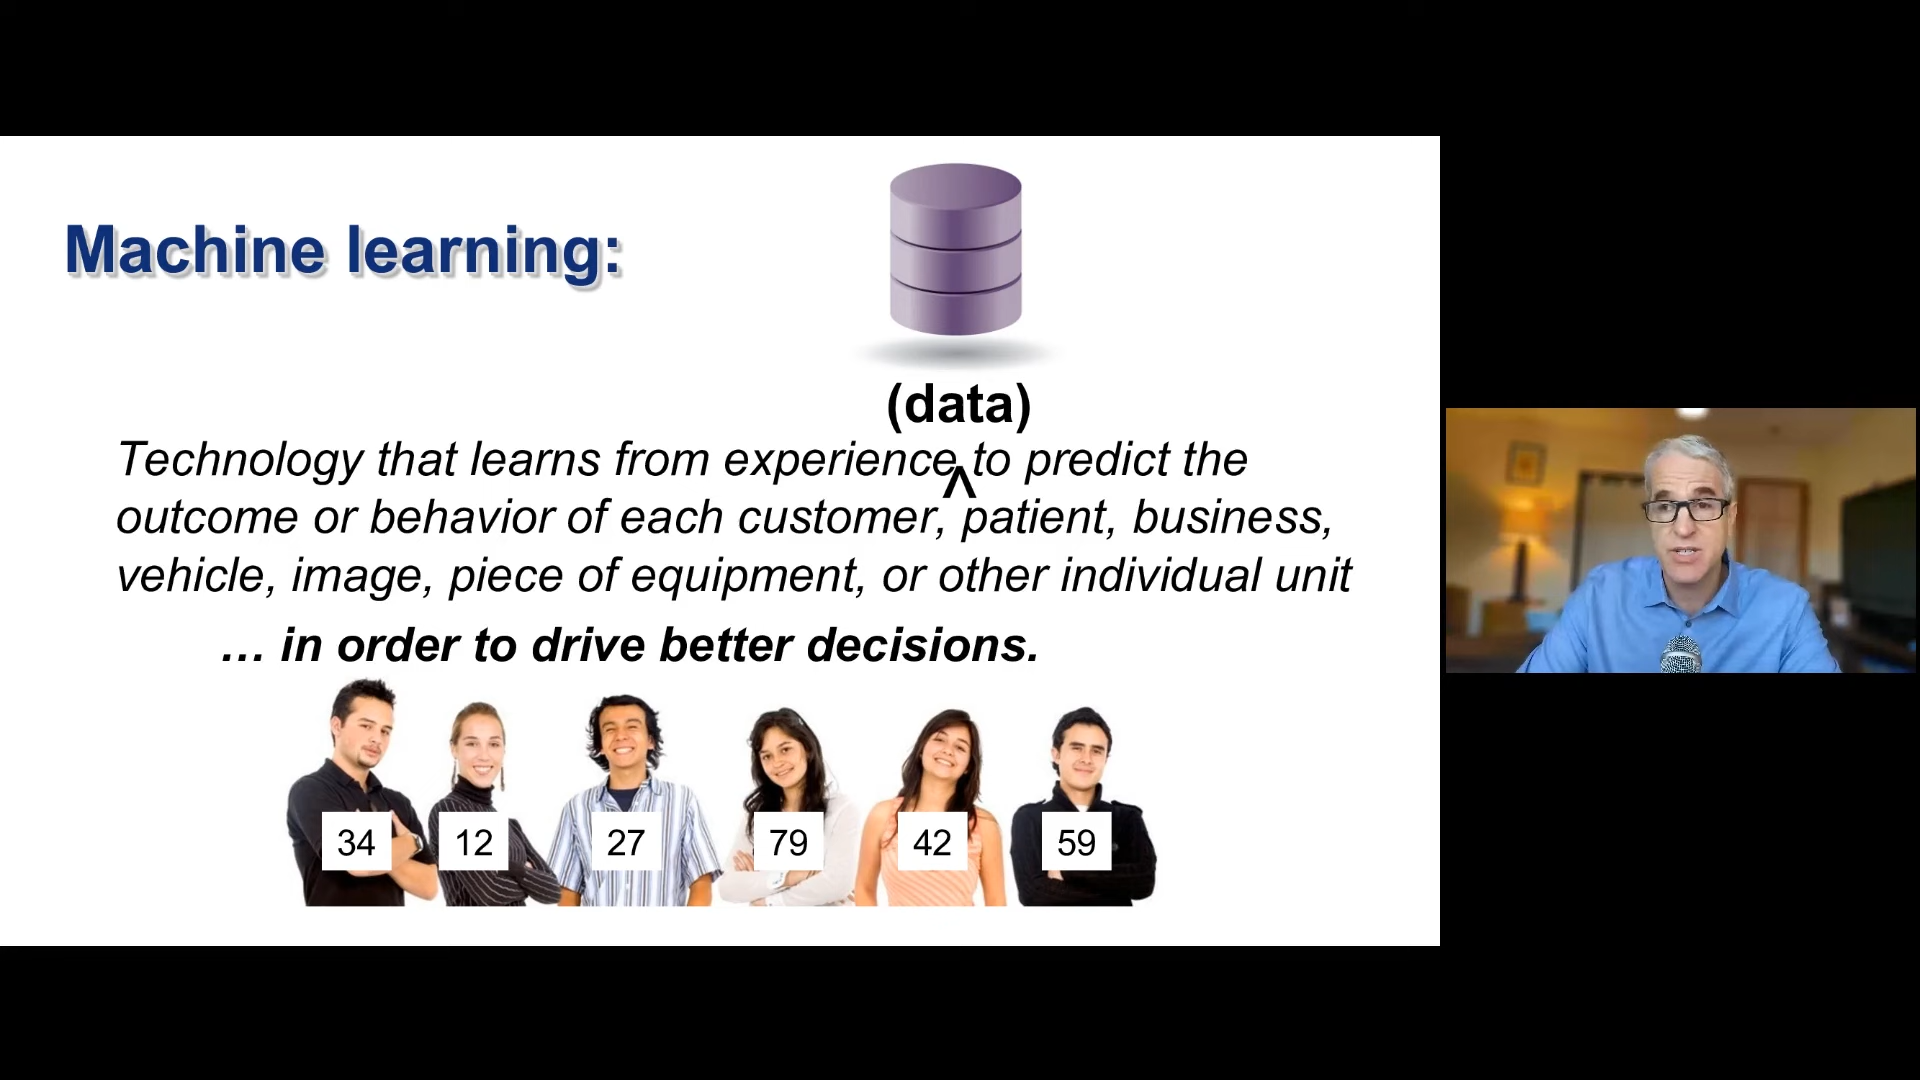 Machine learning:
(data)
Technology that learns from experience to predict the
^
outcome or behavior of each customer, patient, business,
vehicle, image, piece of equipment, or other individual unit
… in order to drive better decisions.
34 12 27 79 42 59